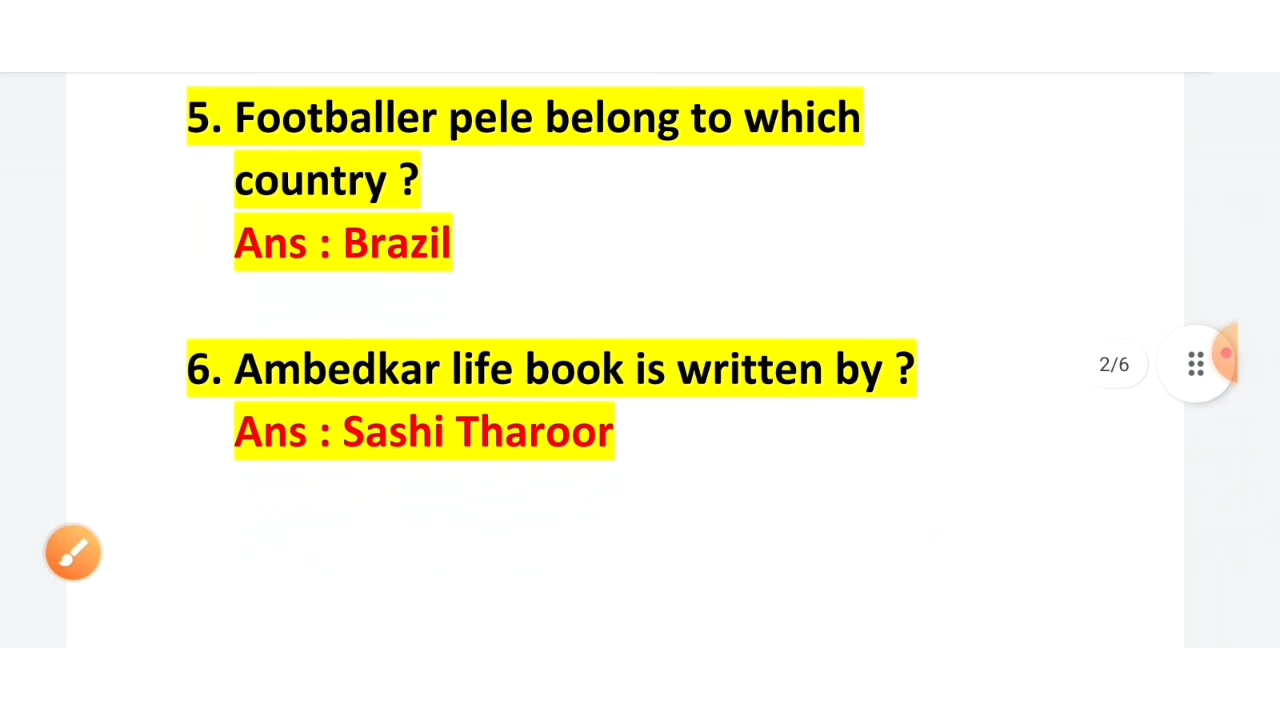 5. Footballer pele belong to which
country ?
Ans : Brazil
6. Ambedkar life book is written by ?
Ans : Sashi Tharoor
2/6